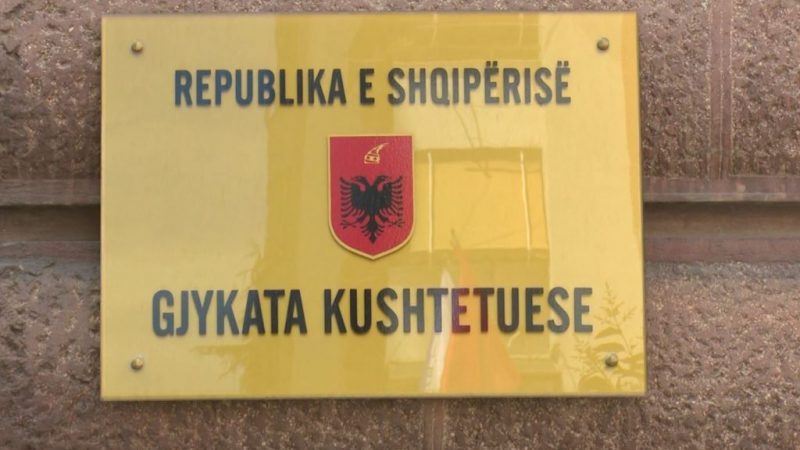 REPUBLIKA E SHQIPËRISË
GJYKATA KUSHTETUESE